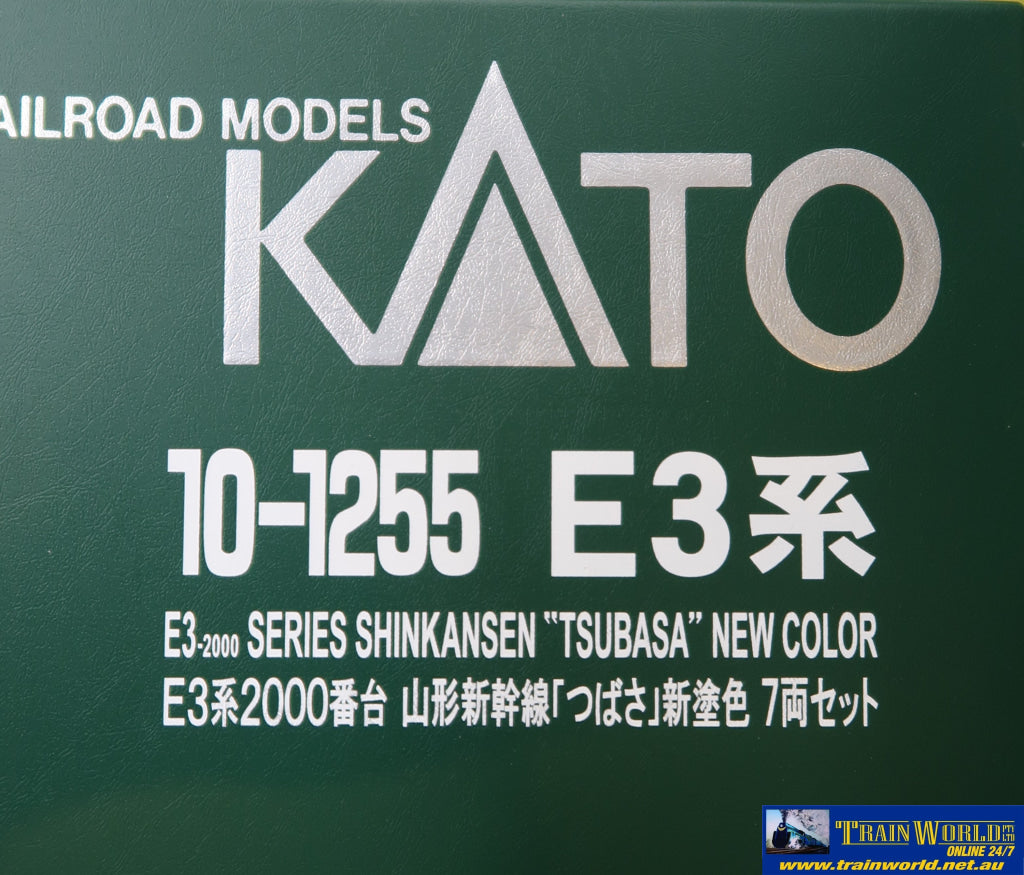 AILROAD MODELS
KATO
10-1255 E3系
E3-2000 SERIES SHINKANSEN "TSUBASA" NEW COLOR
E3系2000番台 山形新幹線「つばさ」新塗色 7両セット
TRAIN WORLD PTY LTD
ONLINE 24/7
www.trainworld.net.au